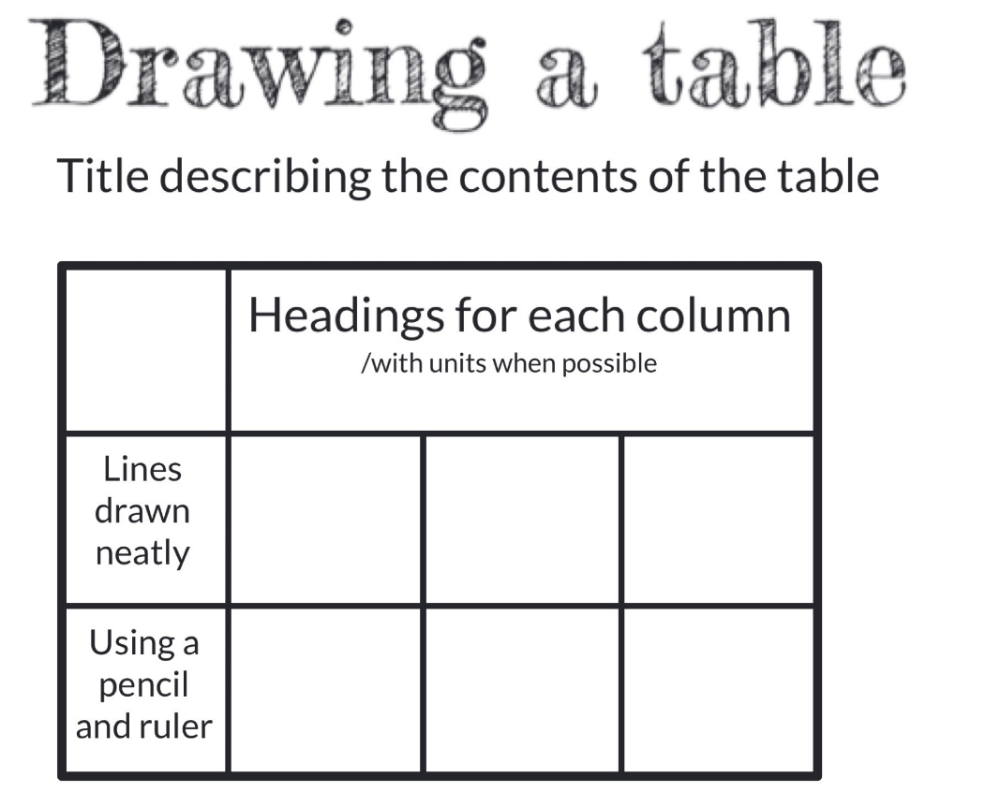 Drawing a table
Title describing the contents of the table
Headings for each column
/with units when possible
Lines
drawn
neatly
Using a
pencil
and ruler